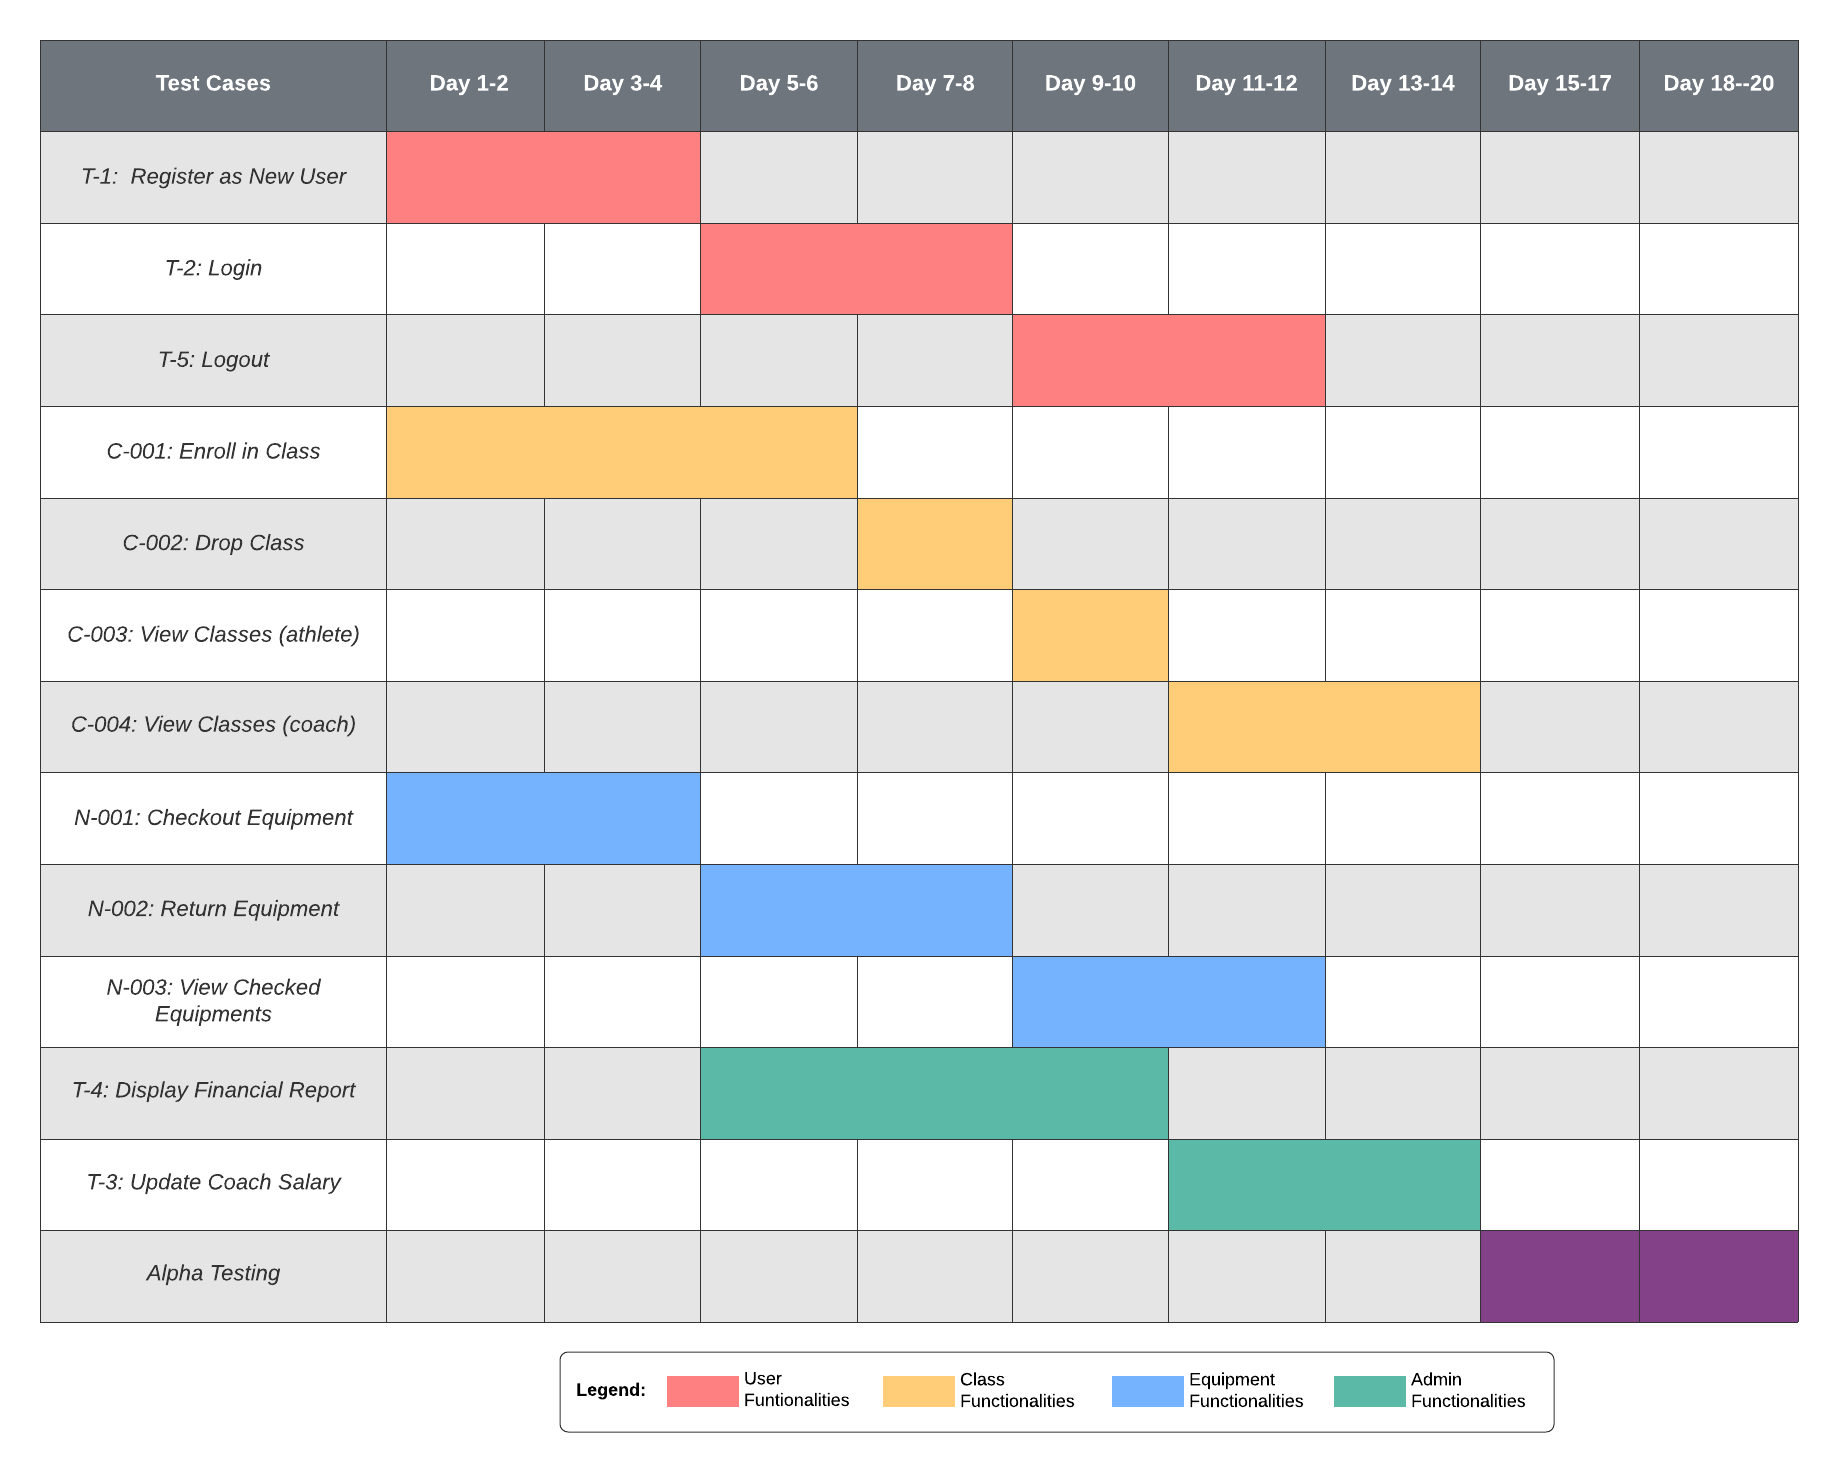 Test Cases Day 1-2 Day 3-4 Day 5-6 Day 7-8 Day 9-10 Day 11-12 Day 13-14 Day 15-17 Day 18--20
T-1:  Register as New User
T-2: Login
T-5: Logout
C-001: Enroll in Class
C-002: Drop Class
C-003: View Classes (athlete)
C-004: View Classes (coach)
N-001: Checkout Equipment
N-002: Return Equipment
N-003: View Checked
Equipments
T-4: Display Financial Report
T-3: Update Coach Salary
Alpha Testing
Legend:
User
Funtionalities
Class
Functionalities
Equipment
Functionalities
Admin
Functionalities